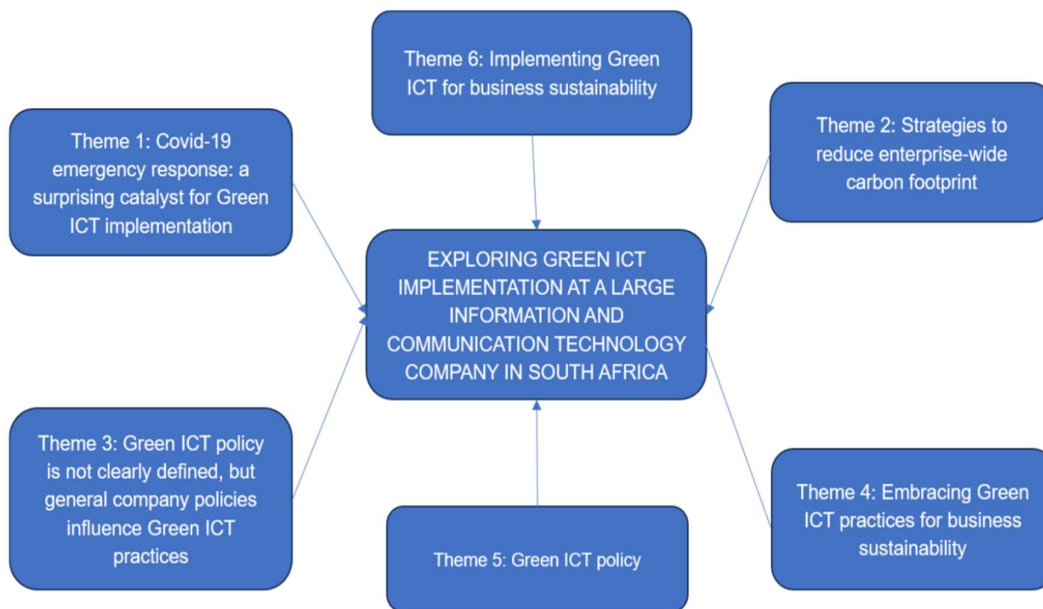 Theme 6: Implementing Green
ICT for business sustainability
Theme 1: Covid-19
emergency response: a
surprising catalyst for Green
ICT implementation
Theme 2: Strategies to
reduce enterprise-wide
carbon footprint
EXPLORING GREEN ICT
IMPLEMENTATION AT A LARGE
INFORMATION AND
COMMUNICATION TECHNOLOGY
COMPANY IN SOUTH AFRICA
Theme 3: Green ICT policy
is not clearly defined, but
general company policies
influence Green ICT
practices
Theme 5: Green ICT policy
Theme 4: Embracing Green
ICT practices for business
sustainability